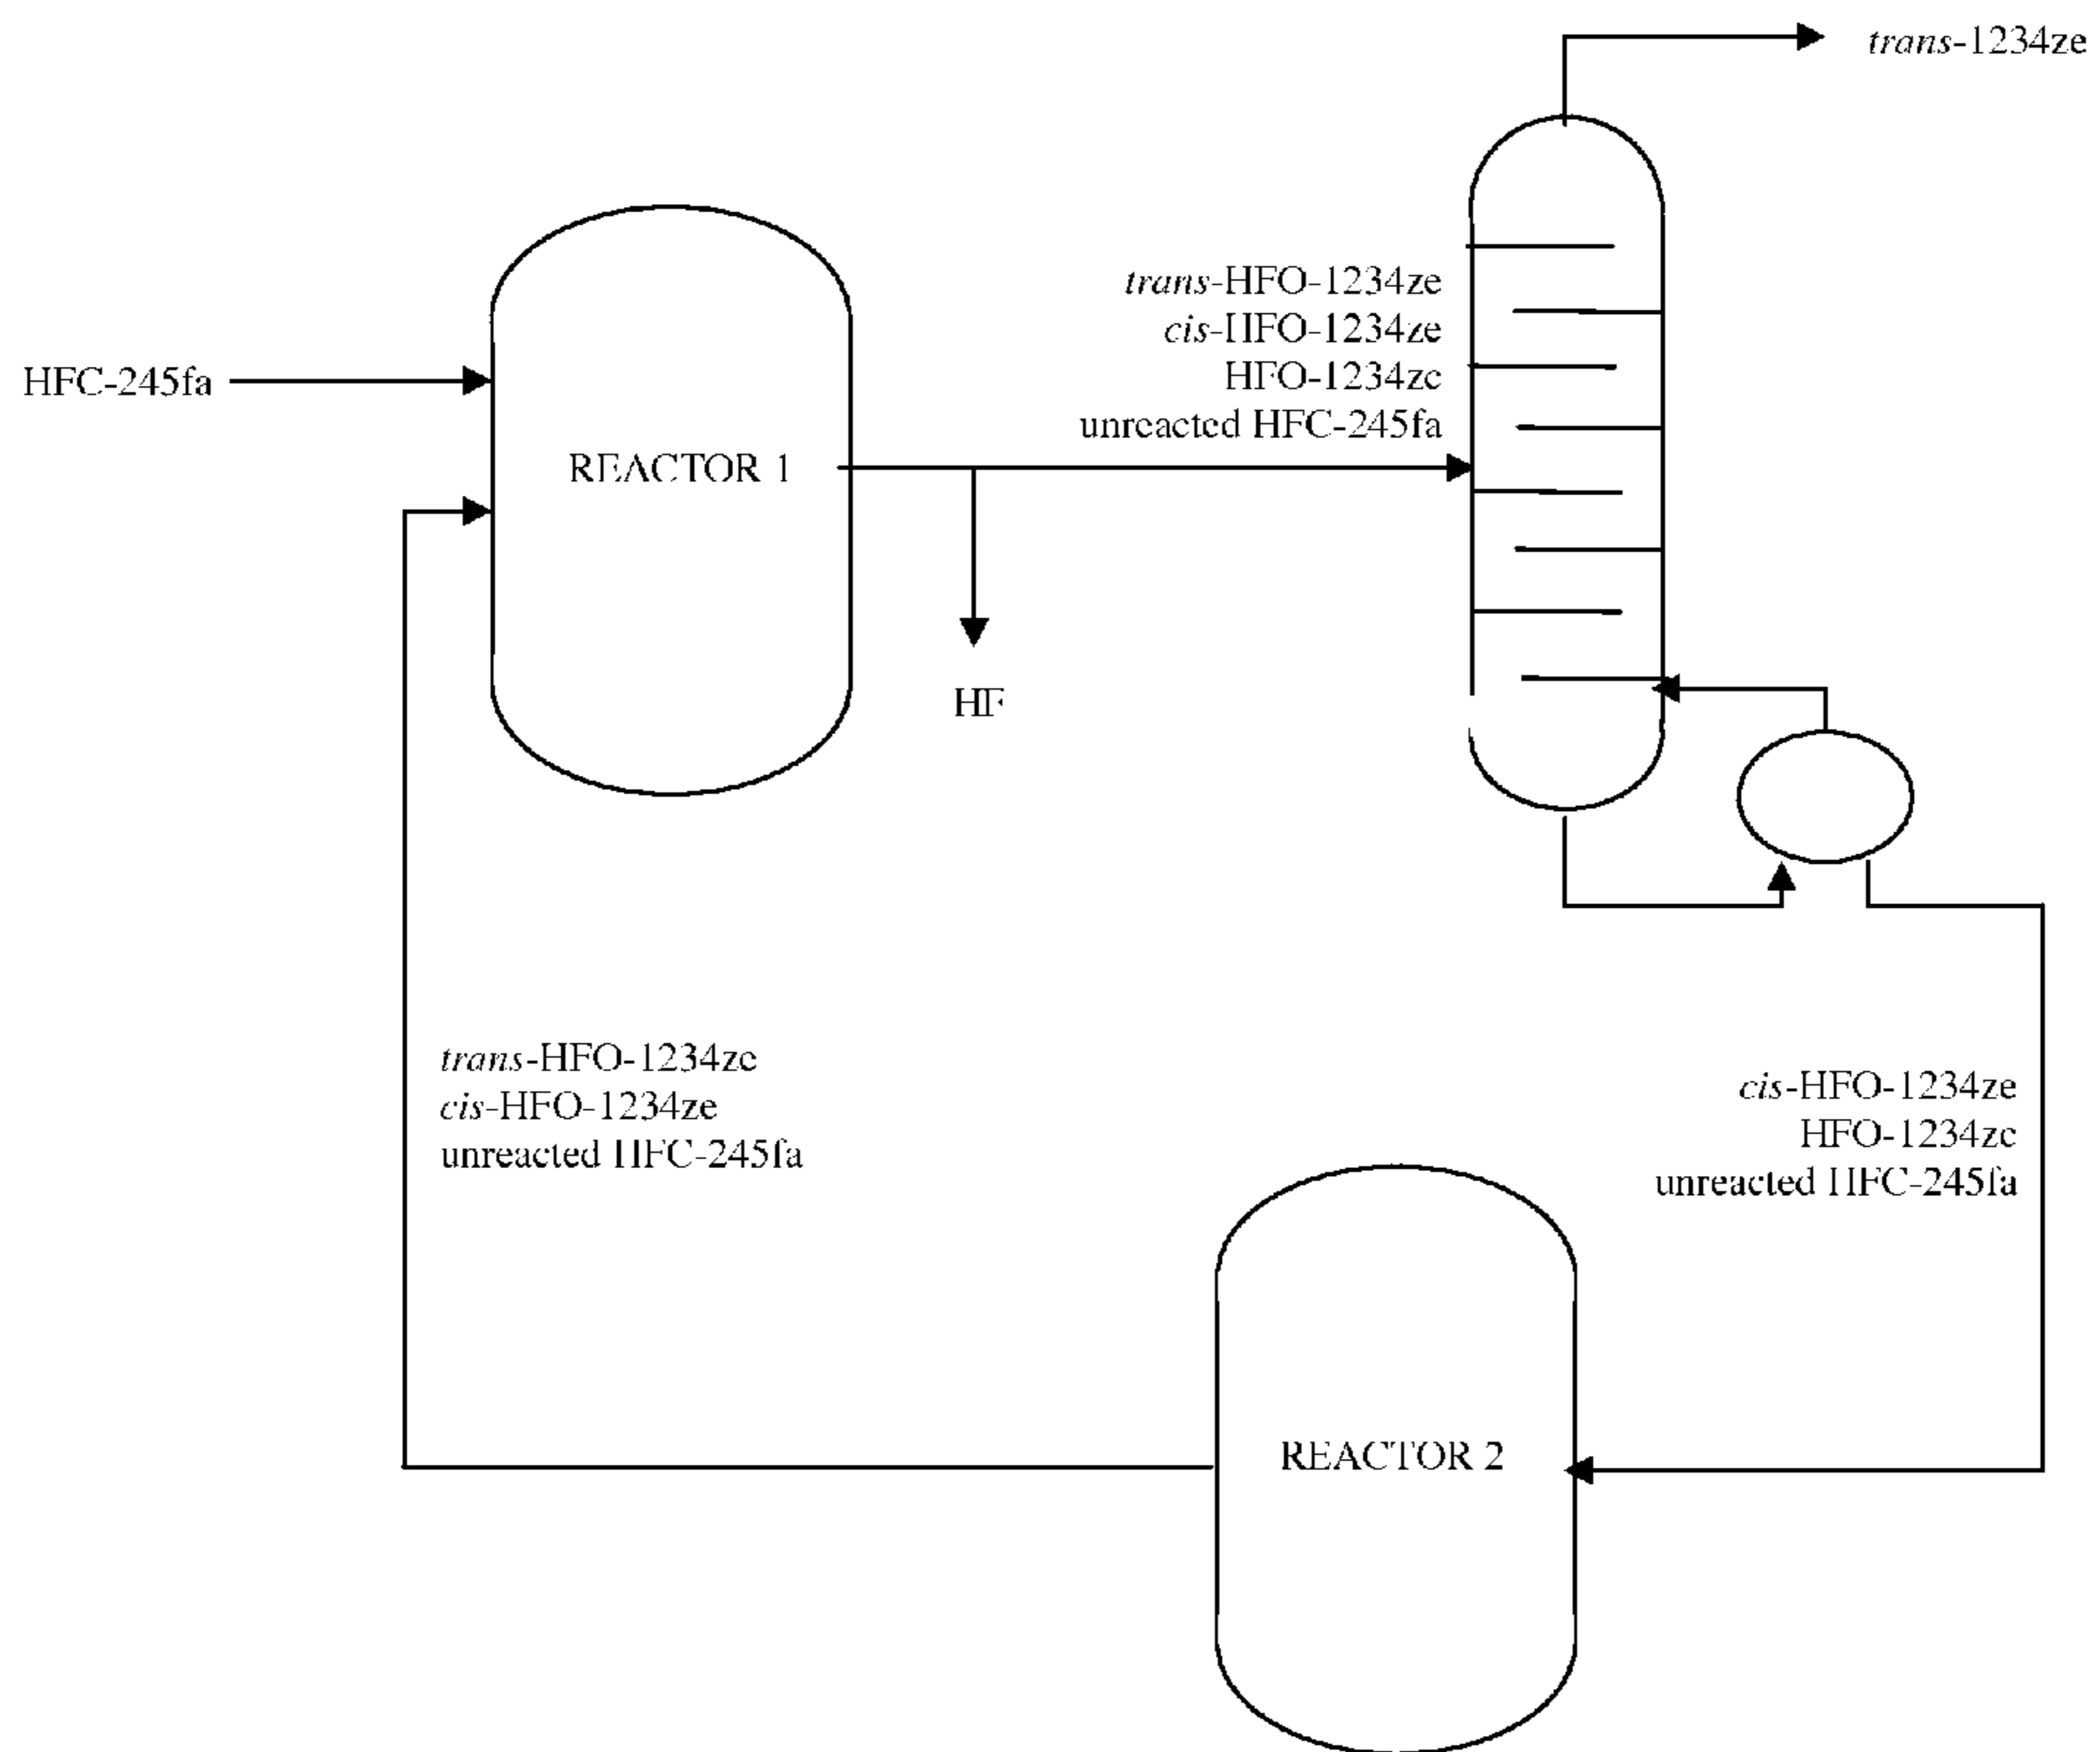 trans-1234ze
trans-HFO-1234ze
cis-HFO-1234ze
HFO-1234zc
unreacted HFC-245fa
HFC-245fa
REACTOR 1
HF
trans-HFO-1234ze
cis-HFO-1234ze
unreacted HFC-245fa
cis-HFO-1234ze
HFO-1234zc
unreacted HFC-245fa
REACTOR 2